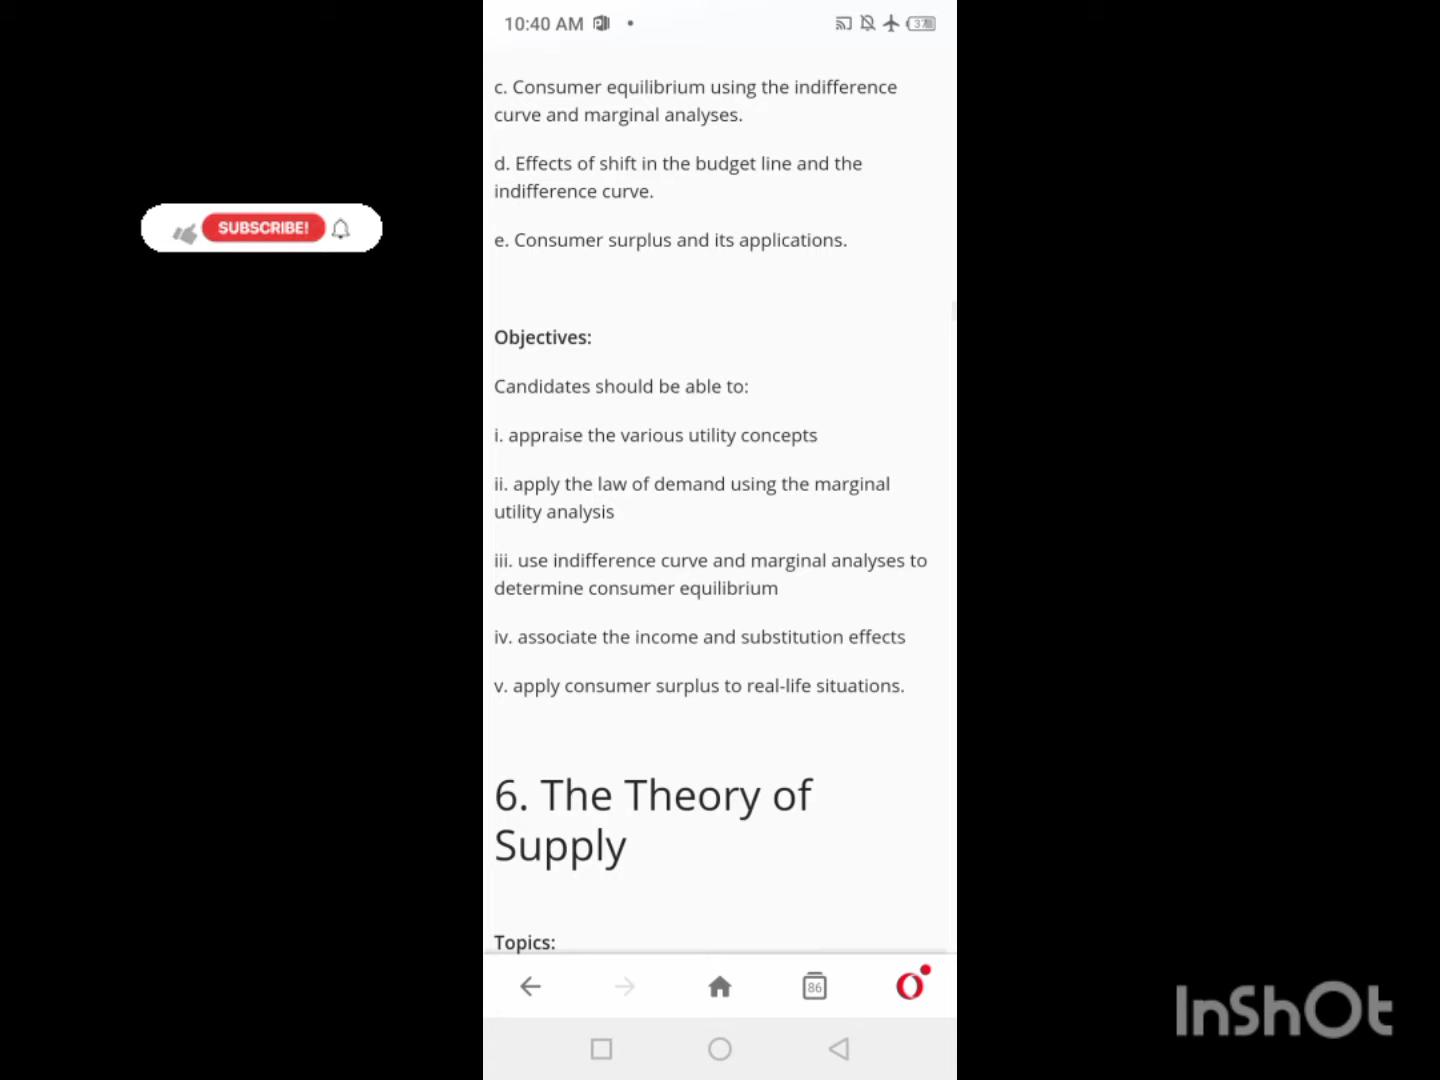 10:40 AM
37
c. Consumer equilibrium using the indifference
curve and marginal analyses.
d. Effects of shift in the budget line and the
indifference curve.
SUBSCRIBE!
e. Consumer surplus and its applications.
Objectives:
Candidates should be able to:
i. appraise the various utility concepts
ii. apply the law of demand using the marginal
utility analysis
iii. use indifference curve and marginal analyses to
determine consumer equilibrium
iv. associate the income and substitution effects
v. apply consumer surplus to real-life situations.
6. The Theory of
Supply
Topics:
86
InShOt